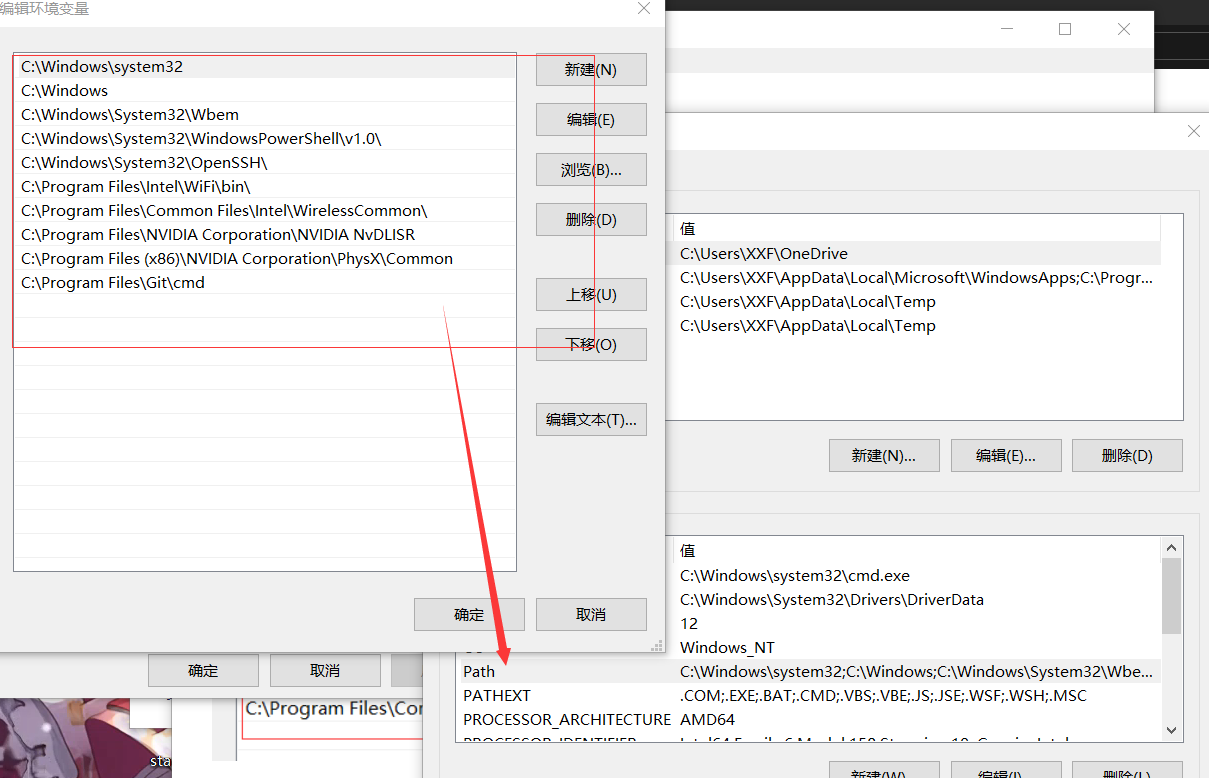 编辑环境变量
C:\Windows\system32
C:\Windows
C:\Windows\System32\Wbem
C:\Windows\System32\WindowsPowerShell\v1.0\
C:\Windows\System32\OpenSSH\
C:\Program Files\Intel\WiFi\bin\
C:\Program Files\Common Files\Intel\WirelessCommon\
C:\Program Files\NVIDIA Corporation\NVIDIA NvDLISR
C:\Program Files (x86)\NVIDIA Corporation\PhysX\Common
C:\Program Files\Git\cmd
新建(N)
编辑(E)
浏览(B)...
删除(D)
上移(U)
下移(O)
编辑文本(T)...
确定
取消
值
C:\Users\XXF\OneDrive
C:\Users\XXF\AppData\Local\Microsoft\WindowsApps;C:\Progr...
C:\Users\XXF\AppData\Local\Temp
C:\Users\XXF\AppData\Local\Temp
新建(N)...
编辑(E)...
删除(D)
值
C:\Windows\system32\cmd.exe
C:\Windows\System32\Drivers\DriverData
12
Windows_NT
Path C:\Windows\system32;C:\Windows;C:\Windows\System32\Wbe...
PATHEXT .COM;.EXE;.BAT;.CMD;.VBS;.VBE;.JS;.JSE;.WSF;.WSH;.MSC
PROCESSOR_ARCHITECTURE AMD64
PROCESSOR_IDENTIFIER
新建(W)...
编辑(I)...
删除(L)
确定
取消
C:\Program Files\Cor
sta